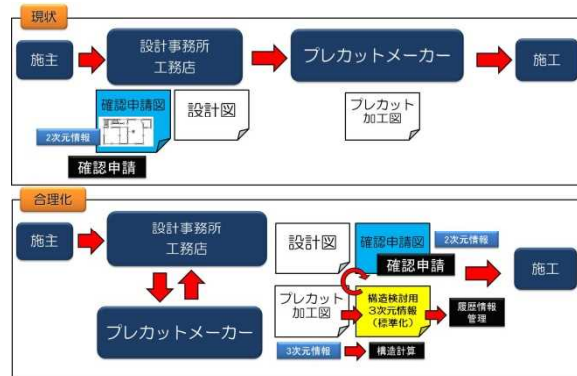 現状
施主
設計事務所
工務店
プレカットメーカー
施工
確認申請図
設計図
プレカット
加工図
2次元情報
確認申請
合理化
施主
設計事務所
工務店
プレカットメーカー
設計図
確認申請図
2次元情報
確認申請
施工
プレカット
加工図
構造検討用
3次元情報
(標準化)
履歴情報
管理
3次元情報
構造計算